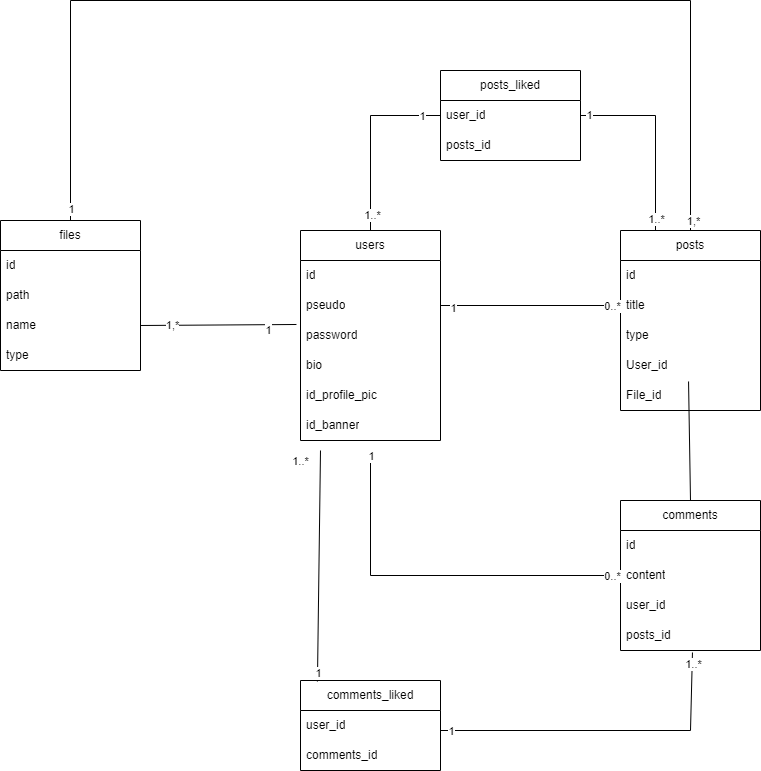 posts_liked
user_id
posts_id
1
1
1
1..*
1..*
1,*
files
id
path
name
type
users
id
pseudo
password
bio
id_profile_pic
id_banner
posts
id
title
type
User_id
File_id
1,*
1
1
0..*
1..*
1
comments
id
content
user_id
posts_id
0..*
1..*
1
comments_liked
user_id
comments_id
1